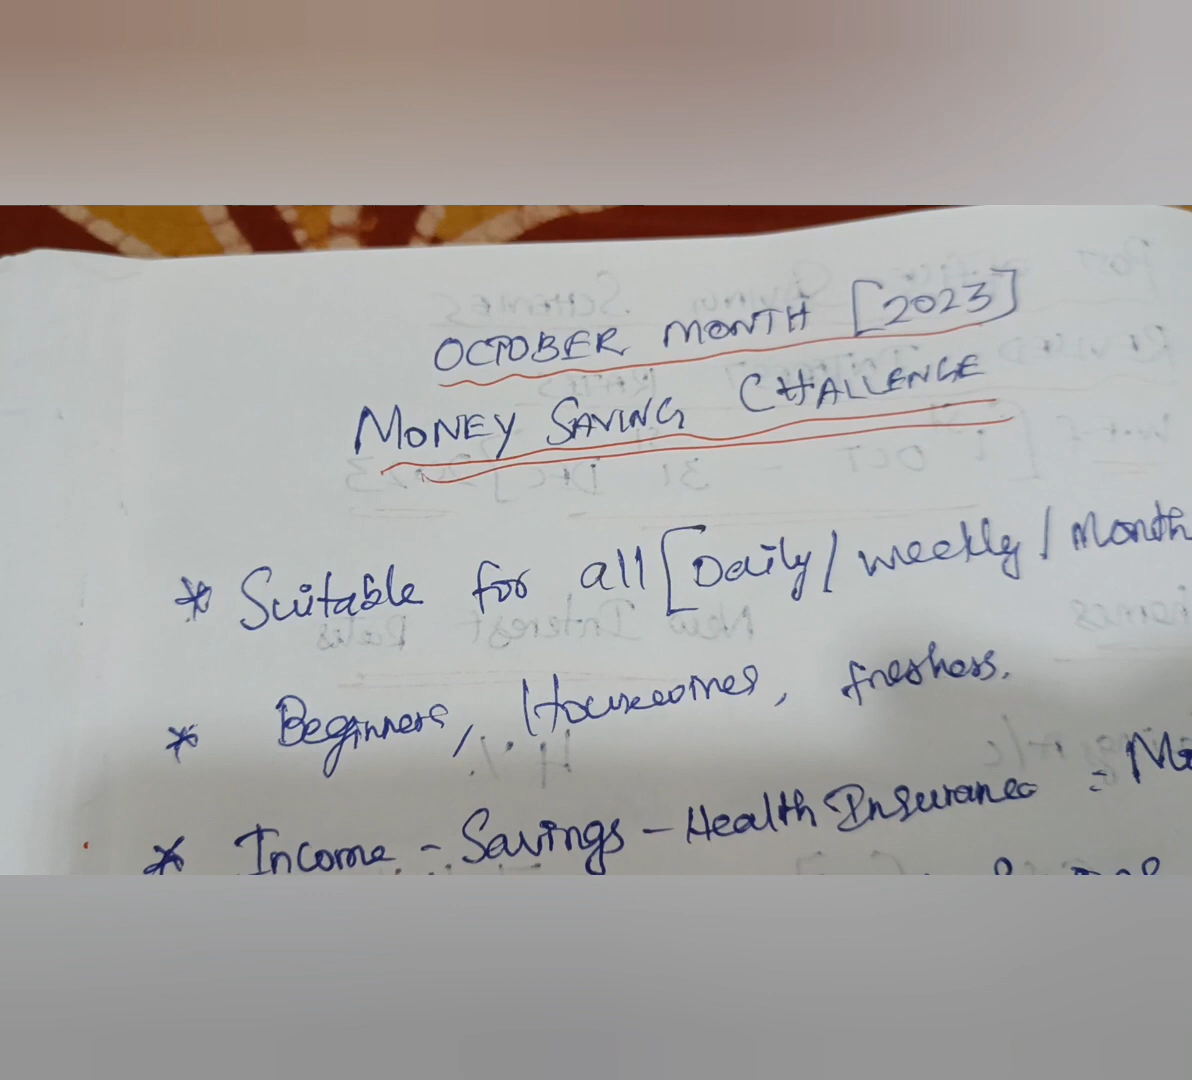 OCTOBER MONTH [2023]
MONEY SAVING CHALLENGE
* Suitable for all [Daily/ weekly / Month
* Beginners, Housewives, freshers.
* Income - Savings - Health Insurance =